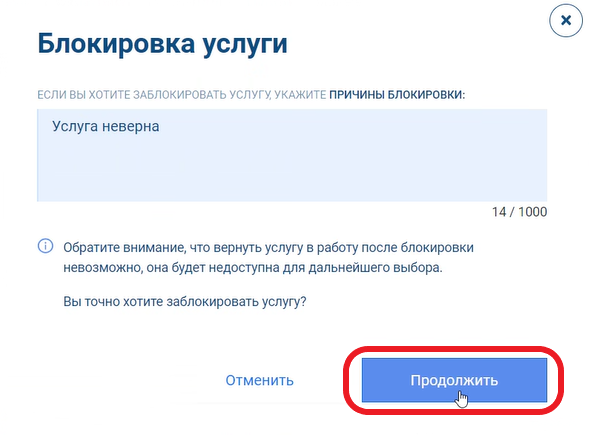 Блокировка услуги
ЕСЛИ ВЫ ХОТИТЕ ЗАБЛОКИРОВАТЬ УСЛУГУ, УКАЖИТЕ ПРИЧИНЫ БЛОКИРОВКИ:
Услуга неверна
14 / 1000
Обратите внимание, что вернуть услугу в работу после блокировки
невозможно, она будет недоступна для дальнейшего выбора.
Вы точно хотите заблокировать услугу?
Отменить Продолжить